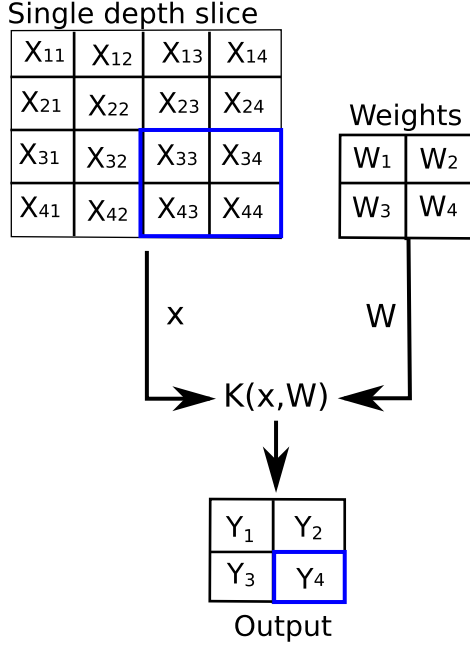 Single depth slice
X11 X12 X13 X14
X21 X22 X23 X24
X31 X32 X33 X34
X41 X42 X43 X44
Weights
W1 W2
W3 W4
x
W
K(x,W)
Y1 Y2
Y3 Y4
Output